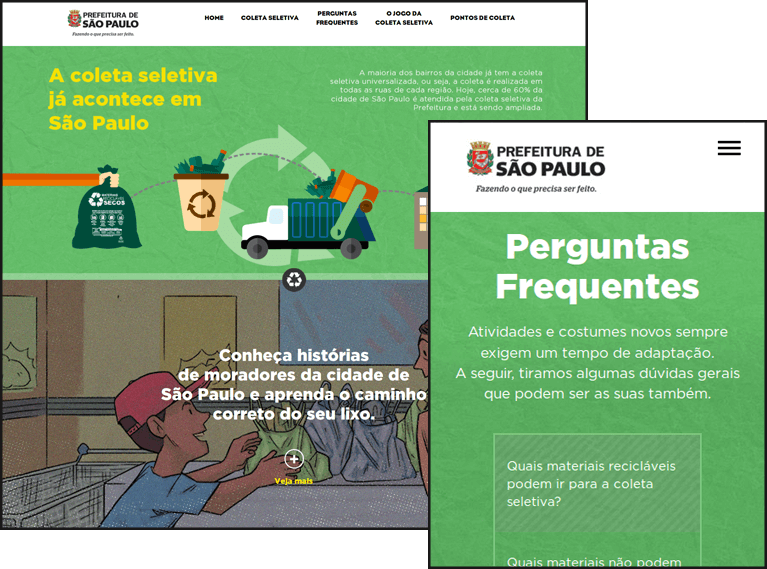 PREFEITURA DE
SÃO PAULO
Fazendo o que precisa ser feito.
HOME
COLETA SELETIVA
PERGUNTAS
FREQUENTES
O JOGO DA
COLETA SELETIVA
PONTOS DE COLETA
A coleta seletiva
já acontece em
São Paulo
A maioria dos bairros da cidade já tem a coleta
seletiva universalizada, ou seja, a coleta é realizada em
todas as ruas de cada região. Hoje, cerca de 60% da
cidade de São Paulo é atendida pela coleta seletiva da
Prefeitura e está sendo ampliada.
MATERIAIS
RECICLÁVEIS
SECOS
Conheça histórias
de moradores da cidade de
São Paulo e aprenda o caminho
correto do seu lixo.
Veja mais
PREFEITURA DE
SÃO PAULO
Fazendo o que precisa ser feito.
Perguntas
Frequentes
Atividades e costumes novos sempre
exigem um tempo de adaptação.
A seguir, tiramos algumas dúvidas gerais
que podem ser as suas também.
Quais materiais recicláveis
podem ir para a coleta
seletiva?
Quais materiais não podem